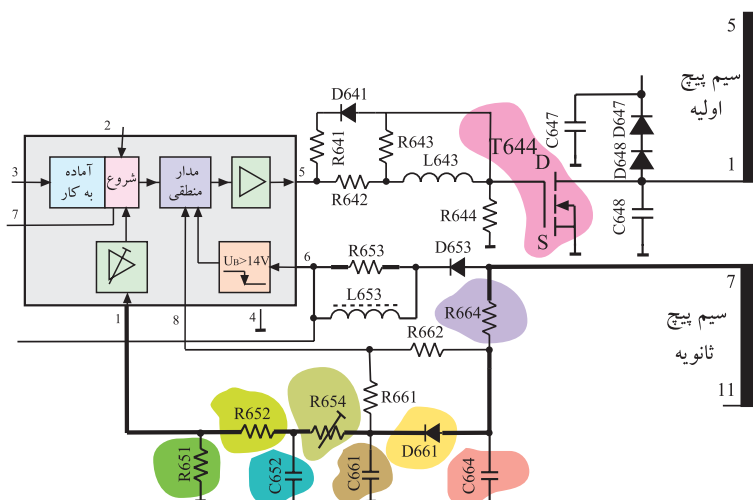 5
سیم پیچ
اولیه
1
D647
D648
C647
C648
T644
D
S
D641
R641
R643
L643
R642
R644
2
3
آماده
به کار
شروع
مدار
منطقی
5
7
UB>14V
6
1
8
4
R653
L653
D653
R664
7
سیم پیچ
ثانویه
11
R662
R661
R654
R652
R651
C652
C661
D661
C664